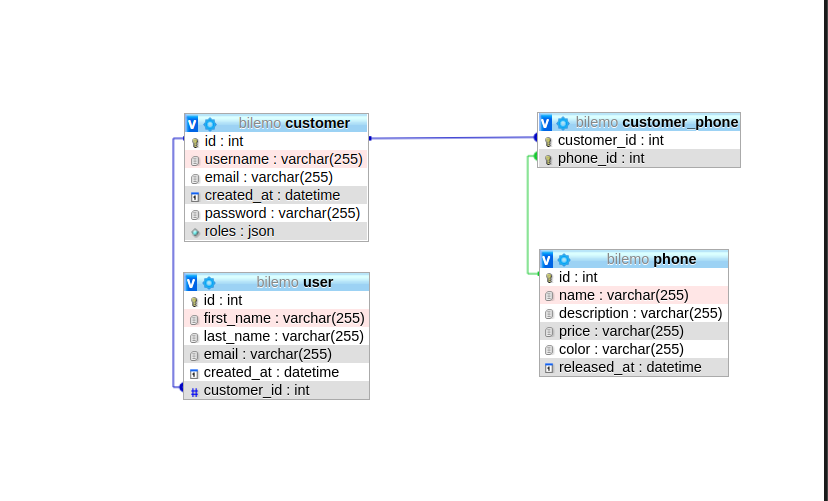 V bilemo customer
id : int
username : varchar(255)
email : varchar(255)
created_at : datetime
password : varchar(255)
roles : json
V bilemo user
id : int
first_name : varchar(255)
last_name : varchar(255)
email : varchar(255)
created_at : datetime
# customer_id : int
V bilemo customer_phone
customer_id : int
phone_id : int
V bilemo phone
id : int
name : varchar(255)
description : varchar(255)
price : varchar(255)
color : varchar(255)
released_at : datetime